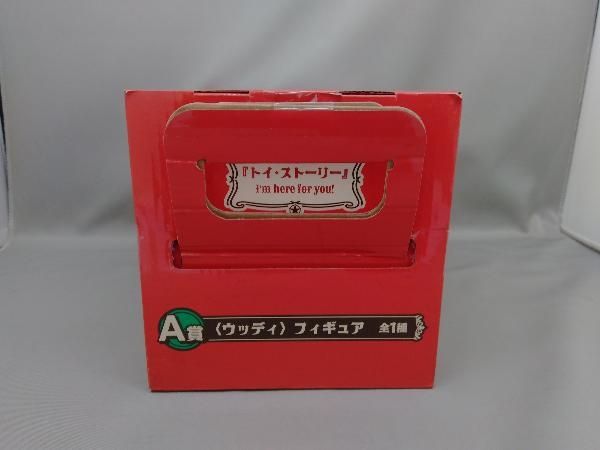 『トイ・ストーリー』
I'm here for you!
A賞 〈ウッディ〉 フィギュア 全1種